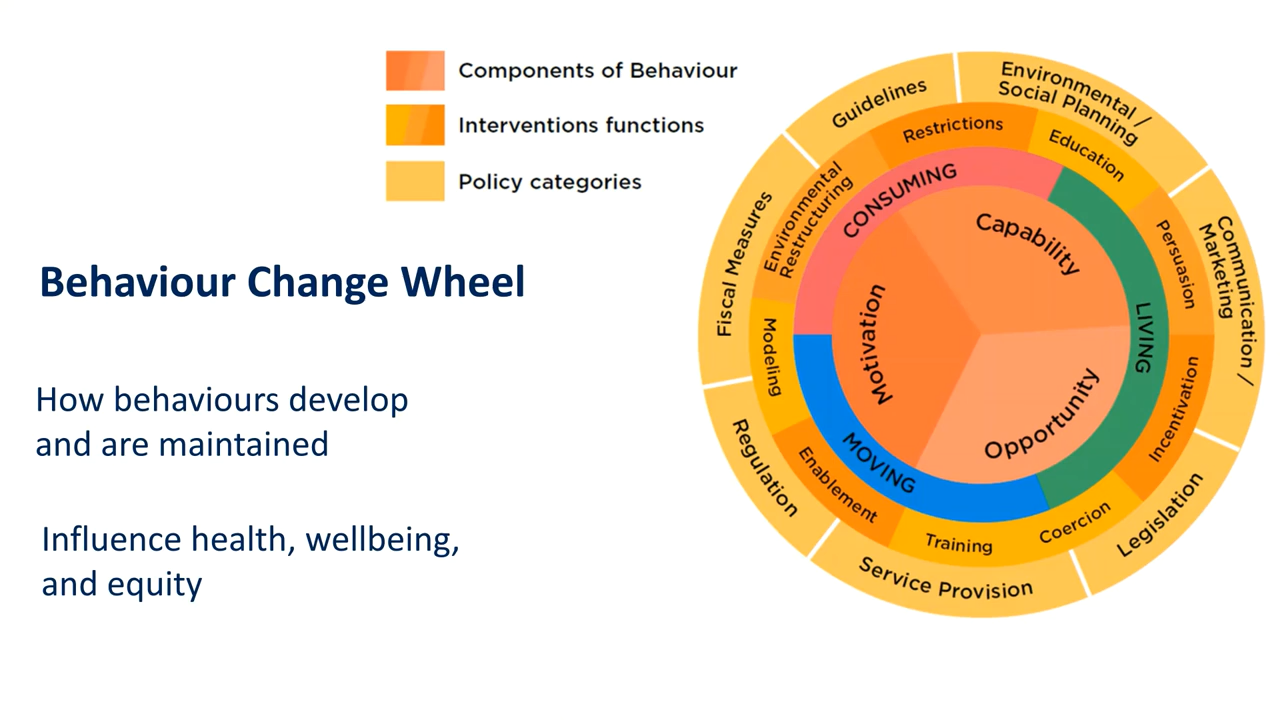 Components of Behaviour
Interventions functions
Policy categories
Behaviour Change Wheel
How behaviours develop
and are maintained
Influence health, wellbeing,
and equity
Guidelines
Environmental /
Social Planning
Communication /
Marketing
Legislation
Service Provision
Regulation
Fiscal Measures
Restrictions
Education
Persuasion
Incentivation
Coercion
Training
Enablement
Modeling
Environmental
Restructuring
CONSUMING
LIVING
MOVING
Capability
Opportunity
Motivation